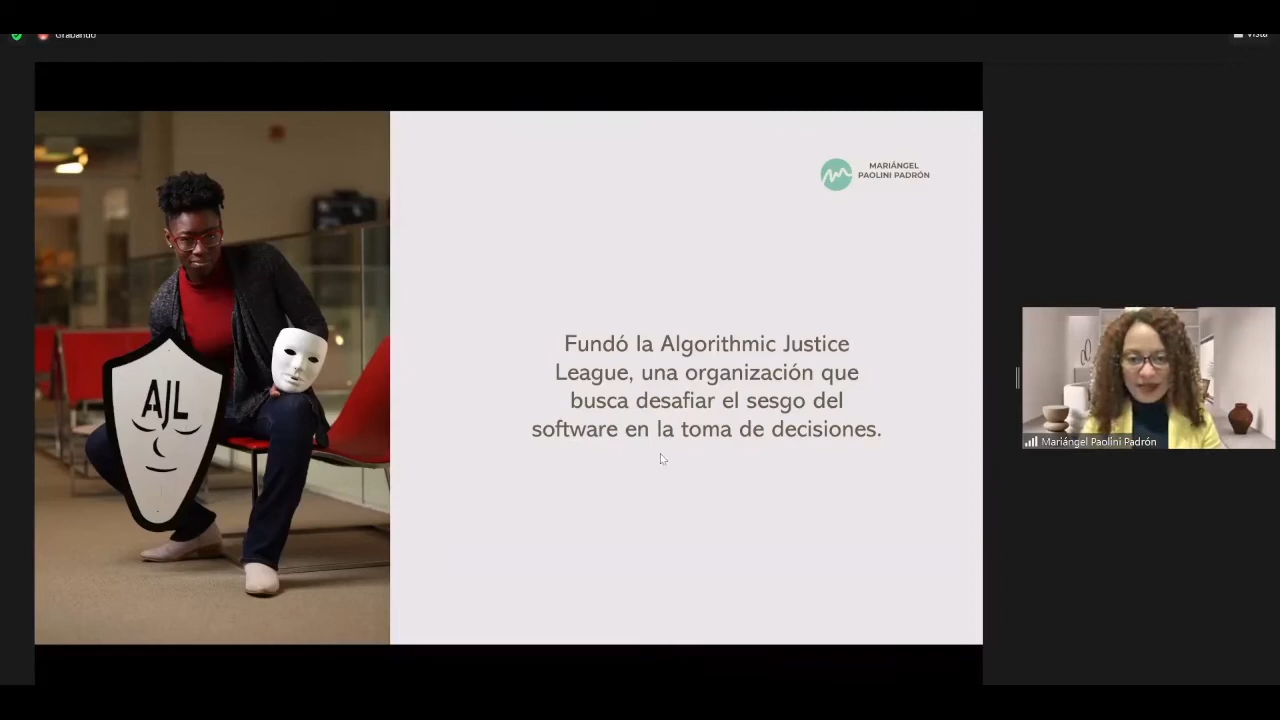 Grabando
Vista
AJL
MARIÁNGEL
PAOLINI PADRÓN
Fundó la Algorithmic Justice
League, una organización que
busca desafiar el sesgo del
software en la toma de decisiones.
Mariángel Paolini Padrón